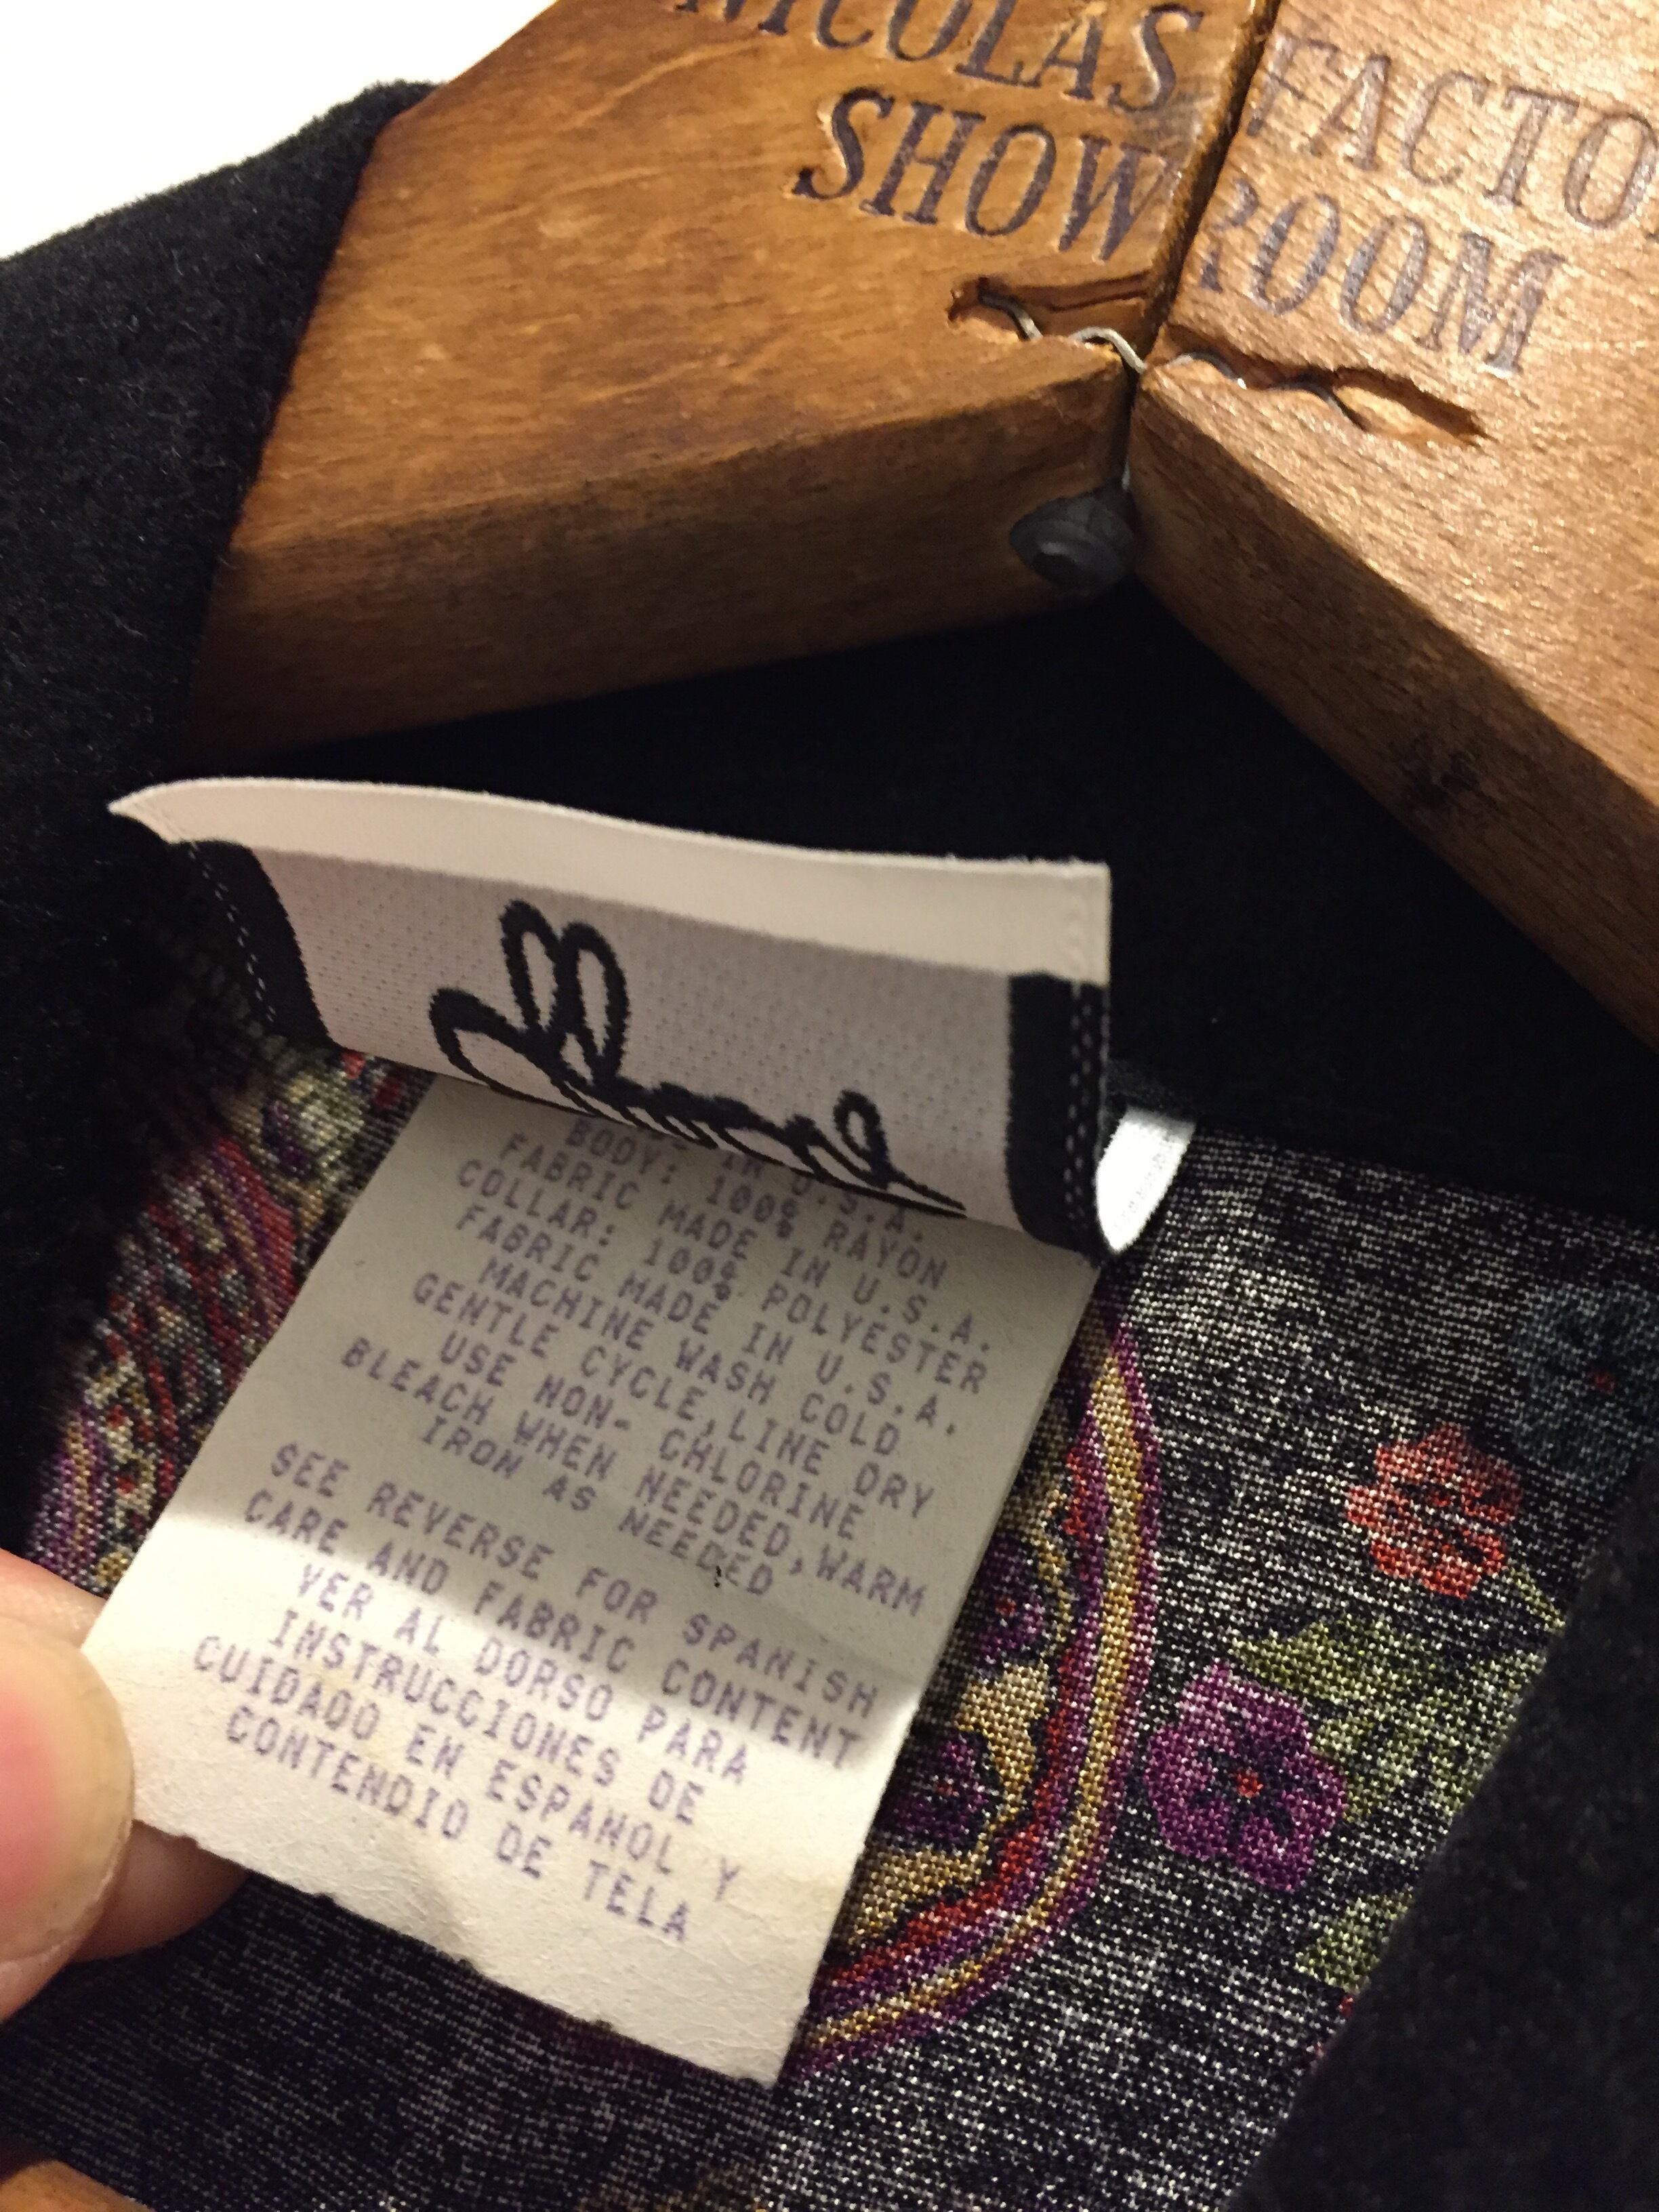 NICOLAS
SHOW
FACTO
ROOM
IN U.S.A.
BODY: 100% RAYON
FABRIC MADE IN U.S.A.
COLLAR: 100% POLYESTER
FABRIC MADE IN U.S.A.
MACHINE WASH COLD
GENTLE CYCLE,LINE DRY
USE NON- CHLORINE
BLEACH WHEN NEEDED,WARM
IRON AS NEEDED
SEE REVERSE FOR SPANISH
CARE AND FABRIC CONTENT
VER AL DORSO PARA
INSTRUCCIONES DE
CUIDADO EN ESPANOL Y
CONTENDIO DE TELA